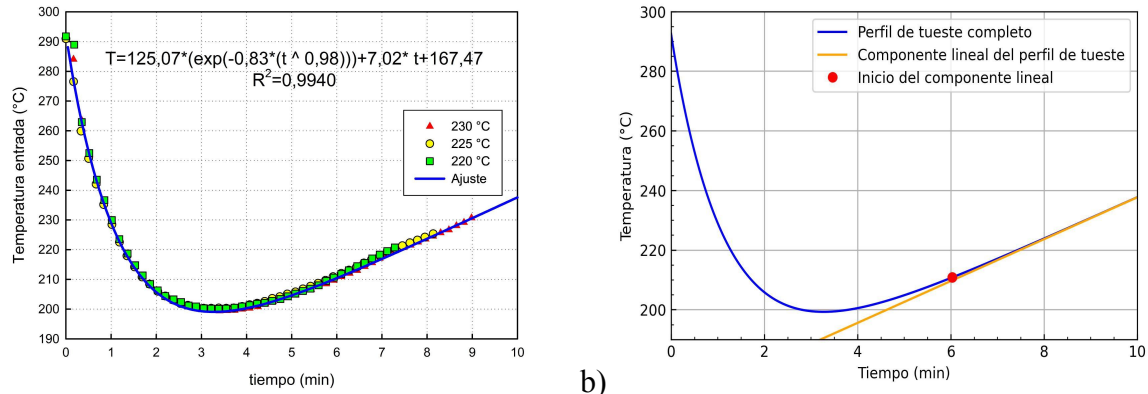 300
290
280
270
260
250
240
230
220
210
200
190
0 1 2 3 4 5 6 7 8 9 10
Temperatura entrada (°C)
tiempo (min)
T=125,07*(exp(-0,83*(t ^ 0,98)))+7,02* t+167,47
R²=0,9940
230 °C
225 °C
220 °C
Ajuste
b)
300
280
260
240
220
200
0 2 4 6 8 10
Temperatura (°C)
Tiempo (min)
Perfil de tueste completo
Componente lineal del perfil de tueste
Inicio del componente lineal